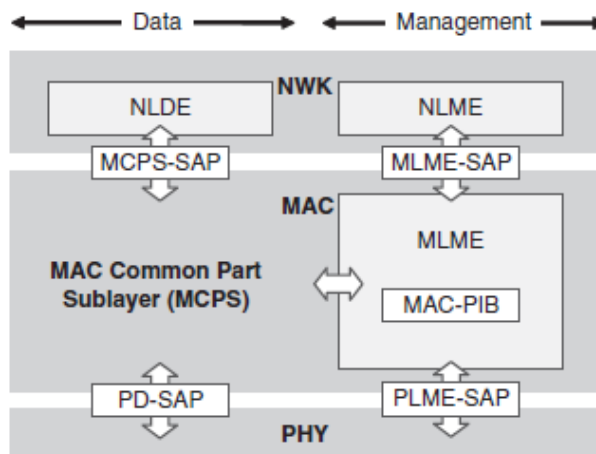 Data
Management
NWK
NLDE
NLME
MCPS-SAP
MLME-SAP
MAC
MLME
MAC Common Part
Sublayer (MCPS)
MAC-PIB
PD-SAP
PLME-SAP
PHY